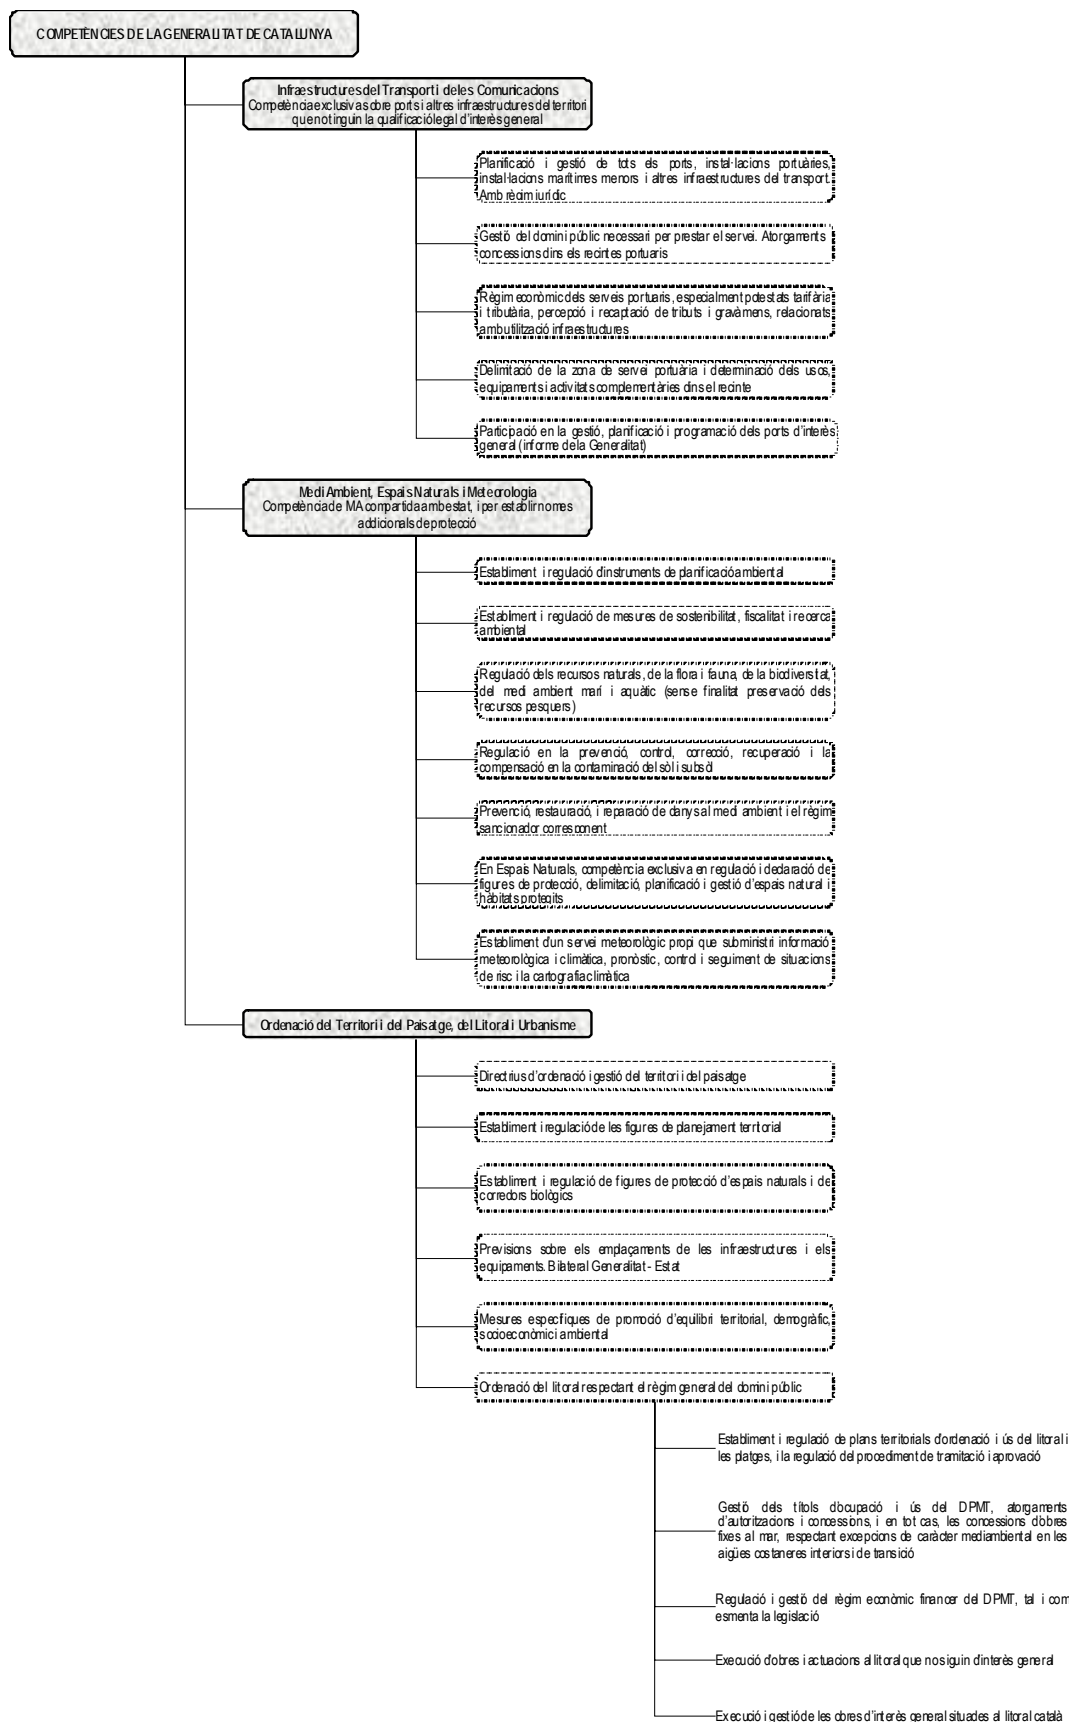 COMPETÈNCIES DE LA GENERALITAT DE CATALUNYA
Infraestructures del Transport i de les Comunicacions
Competència exclusiva sobre ports i altres infraestructures del territori
que no tinguin la qualificació legal d'interès general
Planificació i gestió de tots els ports, instal·lacions portuàries,
instal·lacions marítimes menors i altres infraestructures del transport.
Amb règim jurídic
Gestió del domini públic necessari per prestar el servei. Atorgaments
concessions dins els recintes portuaris
Règim econòmic dels serveis portuaris, especialment potestats tarifària
i tributària, percepció i recaptació de tributs i gravàmens, relacionats
amb utilització infraestructures
Delimitació de la zona de servei portuària i determinació dels usos,
equipaments i activitats complementàries dins el recinte
Participació en la gestió, planificació i programació dels ports d'interès
general (informe de la Generalitat)
Medi Ambient, Espais Naturals i Meteorologia
Competència de MA compartida amb estat, i per establir normes
addicionals de protecció
Establiment i regulació d'instruments de planificació ambiental
Establiment i regulació de mesures de sostenibilitat, fiscalitat i recerca
ambiental
Regulació dels recursos naturals, de la flora i fauna, de la biodiversitat,
del medi ambient marí i aquàtic (sense finalitat preservació dels
recursos pesquers)
Regulació en la prevenció, control, correcció, recuperació i la
compensació en la contaminació del sòl i subsòl
Prevenció, restauració, i reparació de danys al medi ambient i el règim
sancionador corresponent
En Espais Naturals, competència exclusiva en regulació i declaració de
figures de protecció, delimitació, planificació i gestió d'espais natural i
hàbitats protegits
Establiment d'un servei meteorològic propi que subministri informació
meteorològica i climàtica, pronòstic, control i seguiment de situacions
de risc i la cartografia climàtica
Ordenació del Territori i del Paisatge, del Litoral i Urbanisme
Directrius d'ordenació i gestió del territori i del paisatge
Establiment i regulació de les figures de planejament territorial
Establiment i regulació de figures de protecció d'espais naturals i de
corredors biològics
Previsions sobre els emplaçaments de les infraestructures i els
equipaments. Bilateral Generalitat - Estat
Mesures específiques de promoció d'equilibri territorial, demogràfic,
socioeconòmic i ambiental
Ordenació del litoral respectant el règim general del domini públic
Establiment i regulació de plans territorials d'ordenació i ús del litoral i
les platges, i la regulació del procediment de tramitació i aprovació
Gestió dels títols d'ocupació i ús del DPMT, atorgaments
d'autoritzacions i concessions, i en tot cas, les concessions d'obres
fixes al mar, respectant excepcions de caràcter mediambiental en les
aigües costaneres interiors i de transició
Regulació i gestió del règim econòmic financer del DPMT, tal i com
esmenta la legislació
Execució d'obres i actuacions al litoral que no siguin d'interès general
Execució i gestió de les obres d'interès general situades al litoral català